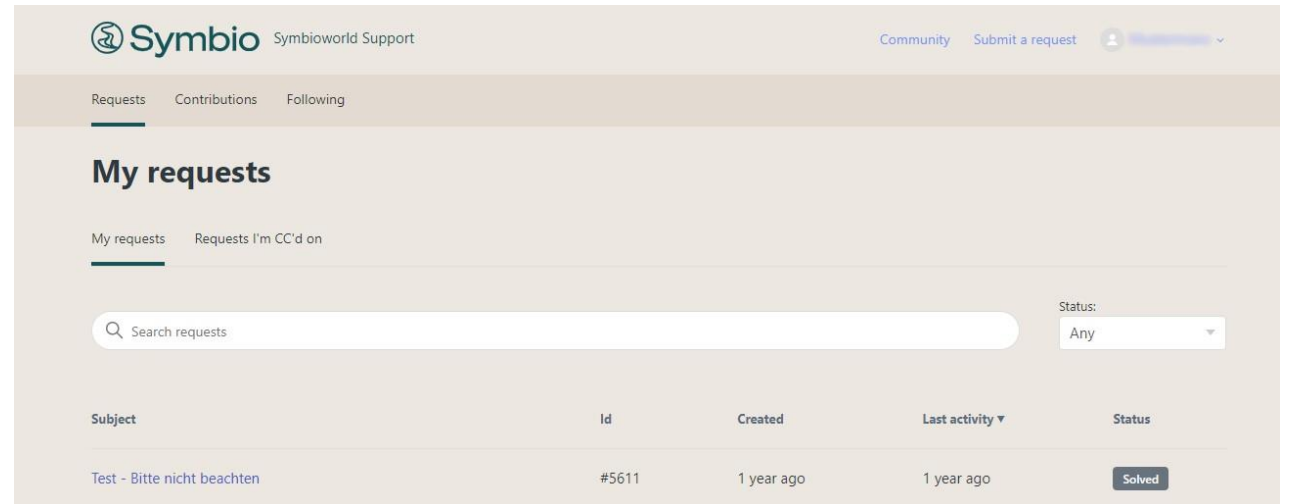 Symbio Symbioworld Support Community Submit a request
Requests Contributions Following
My requests
My requests Requests I'm CC'd on
Status:
Search requests Any
Subject Id Created Last activity Status
Test - Bitte nicht beachten #5611 1 year ago 1 year ago Solved